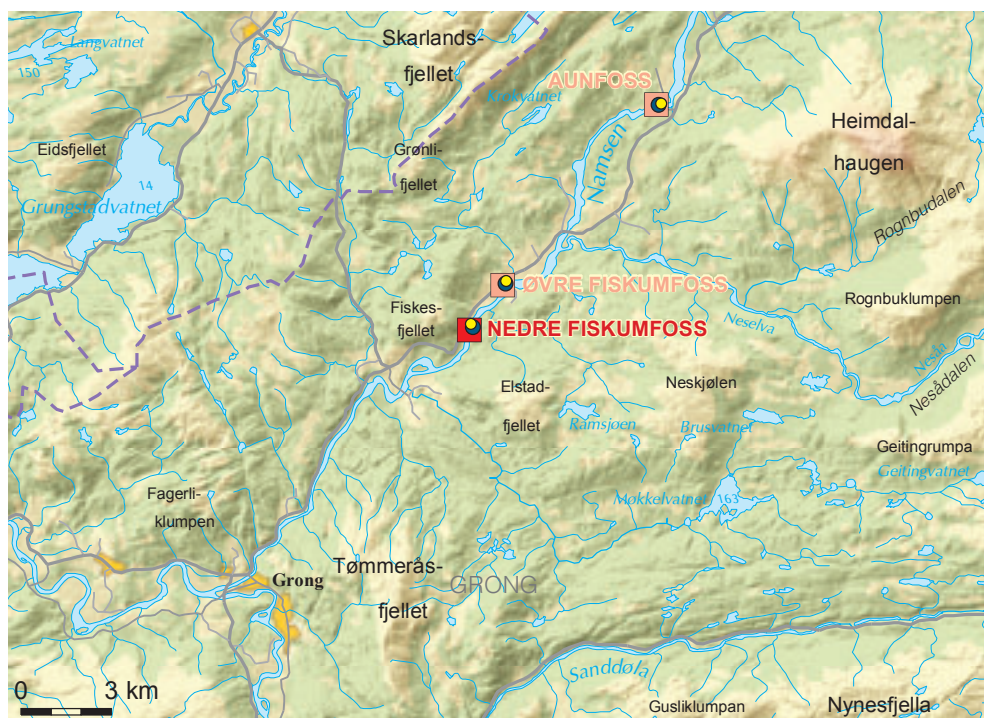 Langvatnet
150
Skarlands-
fjellet
AUNFOSS
Krokvatnet
Namsen
Heimdal-
haugen
Eidsfjellet
Grønli-
fjellet
14
Grungstadvatnet
Rognbudalen
ØVRE FISKUMFOSS
Fiskes-
fjellet
NEDRE FISKUMFOSS
Neselva
Rognbuklumpen
Nesåa
Nesådalen
Elstad-
fjellet
Neskjølen
Ramsjøen
Brusvatnet
Geitingrumpa
Geitingvatnet
Møkkelvatnet
163
Fagerli-
klumpen
Grong
Tømmerås-
fjellet
GRONG
Sanddøla
0 3 km
Gusliklumpan
Nynesfjella